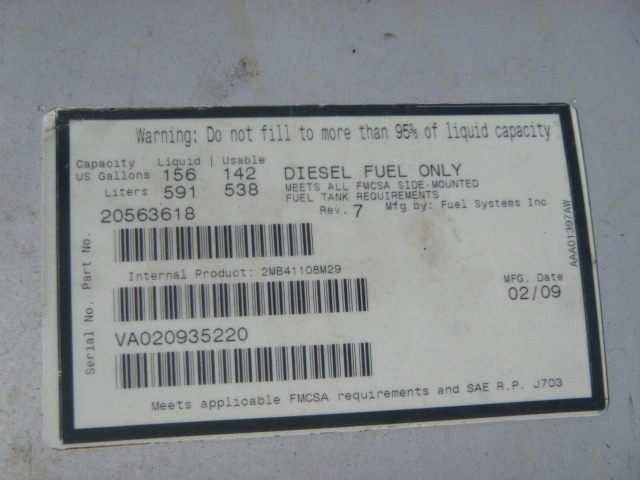 Warning: Do not fill to more than 95% of liquid capacity
Capacity Liquid | Usable
US Gallons 156 142
Liters 591 538
DIESEL FUEL ONLY
MEETS ALL FMCSA SIDE-MOUNTED
FUEL TANK REQUIREMENTS
20563618
Rev. 7 Mfg by: Fuel Systems Inc
Part No.
Internal Product: 2MB41108M29
MFG. Date
02/09
Serial No.
VA020935220
Meets applicable FMCSA requirements and SAE R.P. J703
AAA01397AW